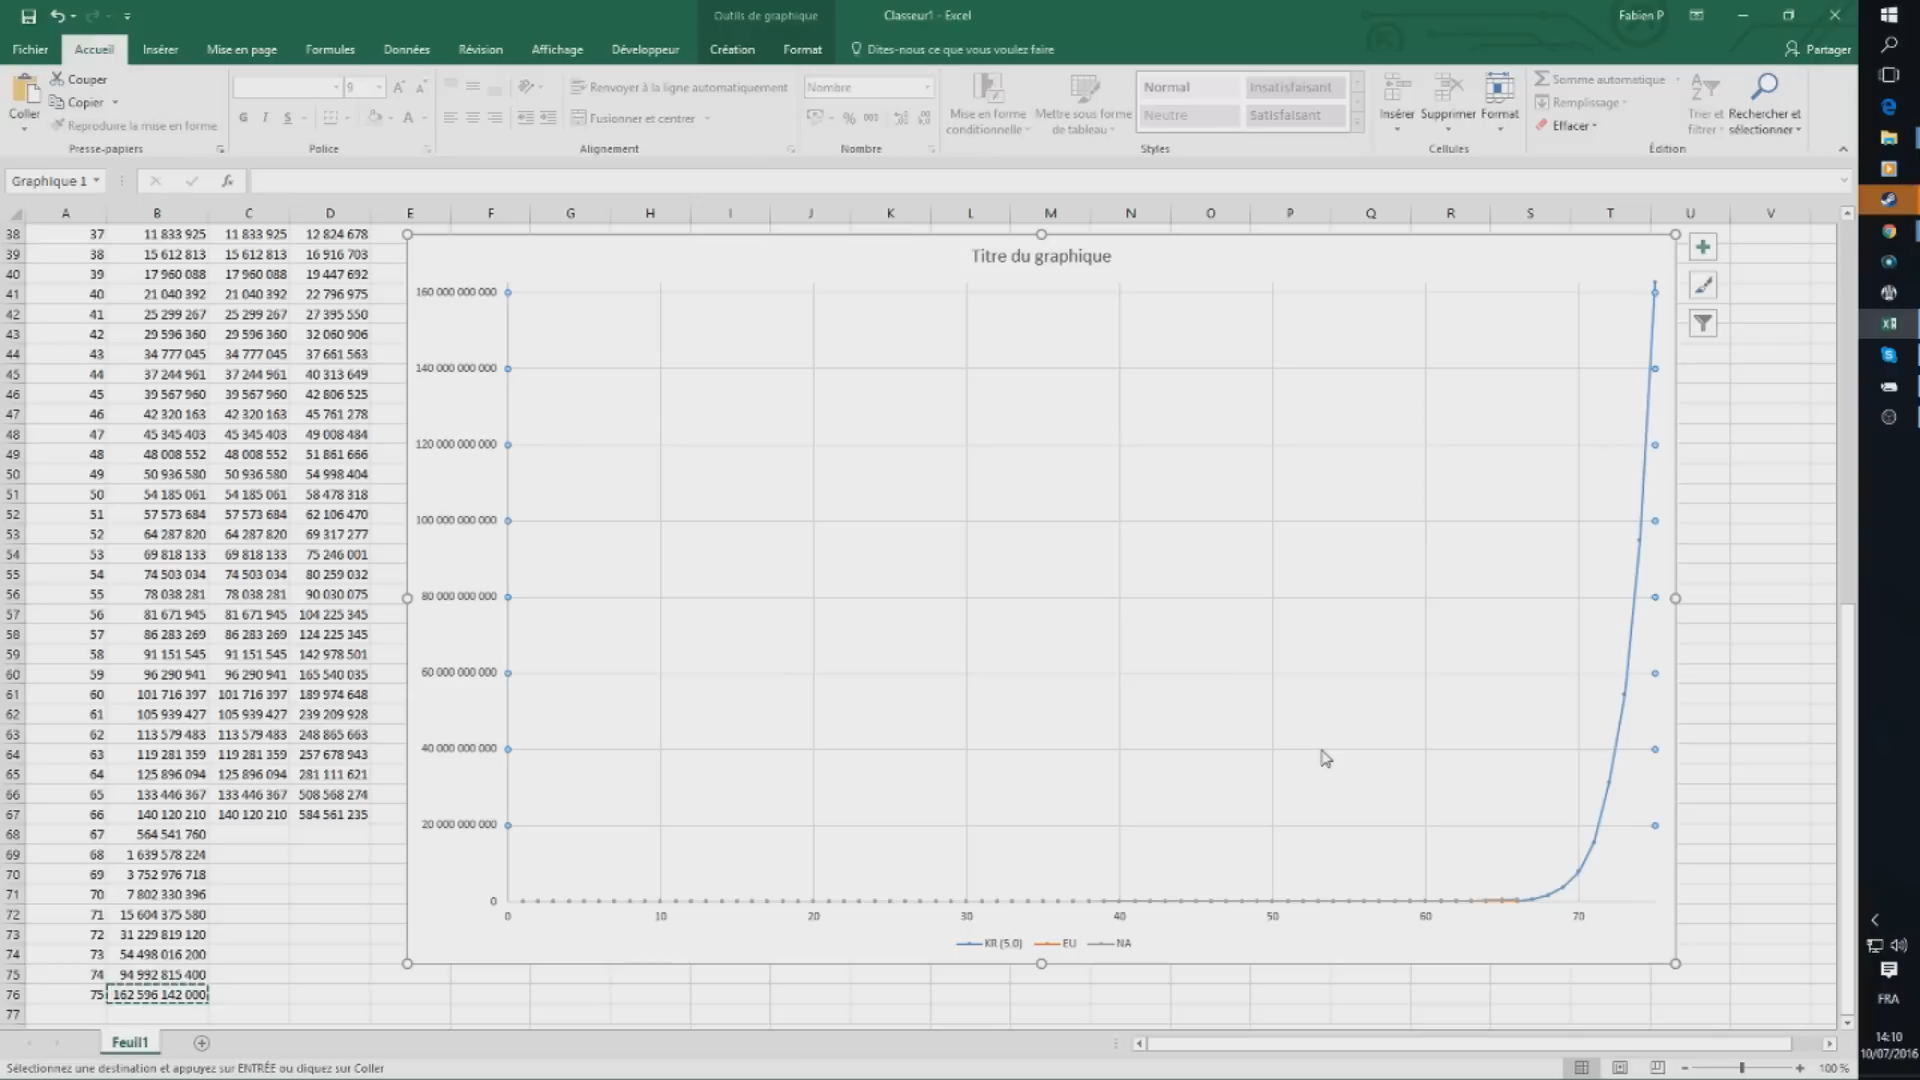 Outils de graphique
Classeur1 - Excel
Fabien P
Fichier Accueil Insérer Mise en page Formules Données Révision Affichage Développeur Création Format Dites-nous ce que vous voulez faire Partager
Coller
Couper
Copier
Reproduire la mise en forme
Presse-papiers
9
G I S
Police
Renvoyer à la ligne automatiquement
Fusionner et centrer
Alignement
Nombre
% 000
Nombre
Mise en forme conditionnelle
Mettre sous forme de tableau
Normal Insatisfaisant
Neutre Satisfaisant
Styles
Insérer Supprimer Format
Cellules
Somme automatique
Remplissage
Effacer
Trier et filtrer
Rechercher et sélectionner
Édition
Graphique 1
fx
A B C D E F G H I J K L M N O P Q R S T U V
38 37 11 833 925 11 833 925 12 824 678
39 38 15 612 813 15 612 813 16 916 703
40 39 17 960 088 17 960 088 19 447 692
41 40 21 040 392 21 040 392 22 796 975
42 41 25 299 267 25 299 267 27 395 550
43 42 29 596 360 29 596 360 32 060 906
44 43 34 777 045 34 777 045 37 661 563
45 44 37 244 961 37 244 961 40 313 649
46 45 39 567 960 39 567 960 42 806 525
47 46 42 320 163 42 320 163 45 761 278
48 47 45 345 403 45 345 403 49 008 484
49 48 48 008 552 48 008 552 51 861 666
50 49 50 936 580 50 936 580 54 998 404
51 50 54 185 061 54 185 061 58 478 318
52 51 57 573 684 57 573 684 62 106 470
53 52 64 287 820 64 287 820 69 317 277
54 53 69 818 133 69 818 133 75 246 001
55 54 74 503 034 74 503 034 80 259 032
56 55 78 038 281 78 038 281 90 030 075
57 56 81 671 945 81 671 945 104 225 345
58 57 86 283 269 86 283 269 124 225 345
59 58 91 151 545 91 151 545 142 978 501
60 59 96 290 941 96 290 941 165 540 035
61 60 101 716 397 101 716 397 189 974 648
62 61 105 939 427 105 939 427 239 209 928
63 62 113 579 483 113 579 483 248 865 663
64 63 119 281 359 119 281 359 257 678 943
65 64 125 896 094 125 896 094 281 111 621
66 65 133 446 367 133 446 367 508 568 274
67 66 140 120 210 140 120 210 584 561 235
68 67 564 541 760
69 68 1 639 578 224
70 69 3 752 976 718
71 70 7 802 330 396
72 71 15 604 375 580
73 72 31 229 819 120
74 73 54 498 016 200
75 74 94 992 815 400
76 75 162 596 142 000
77
Titre du graphique
160 000 000 000
140 000 000 000
120 000 000 000
100 000 000 000
80 000 000 000
60 000 000 000
40 000 000 000
20 000 000 000
0
0 10 20 30 40 50 60 70
KR (5.0) EU NA
Feuil1
Sélectionnez une destination et appuyez sur ENTRÉE ou cliquez sur Coller
100 %
FRA
14:10
10/07/2016